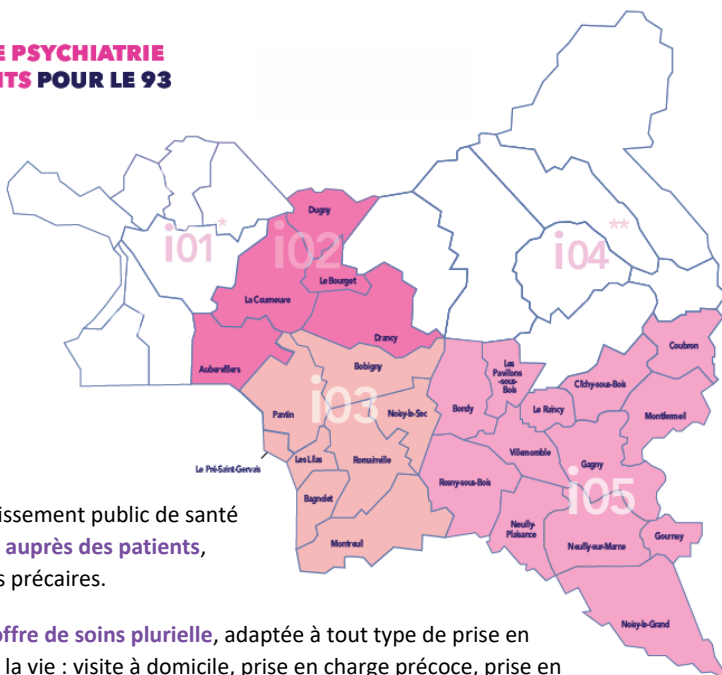 E PSYCHIATRIE
NTS POUR LE 93
Dugny
i01*
i02
i04**
Le Bourget
La Courneuve
Drancy
Aubervilliers
Coubron
Bobigny
Les
Pavillons
-sous-
Bois
Clichy-sous-Bois
i03
Pantin
Noisy-le-Sec
Bondy
Le Raincy
Montfermeil
Villemomble
Les Lilas
Romainville
Gagny
Le Pré-Saint-Gervais
Rosny-sous-Bois
i05
Bagnolet
Neuilly-
Plaisance
Gournay
Montreuil
Neuilly-sur-Marne
Noisy-le-Grand
issement public de santé
auprès des patients,
s précaires.
offre de soins plurielle, adaptée à tout type de prise en
la vie : visite à domicile, prise en charge précoce, prise en